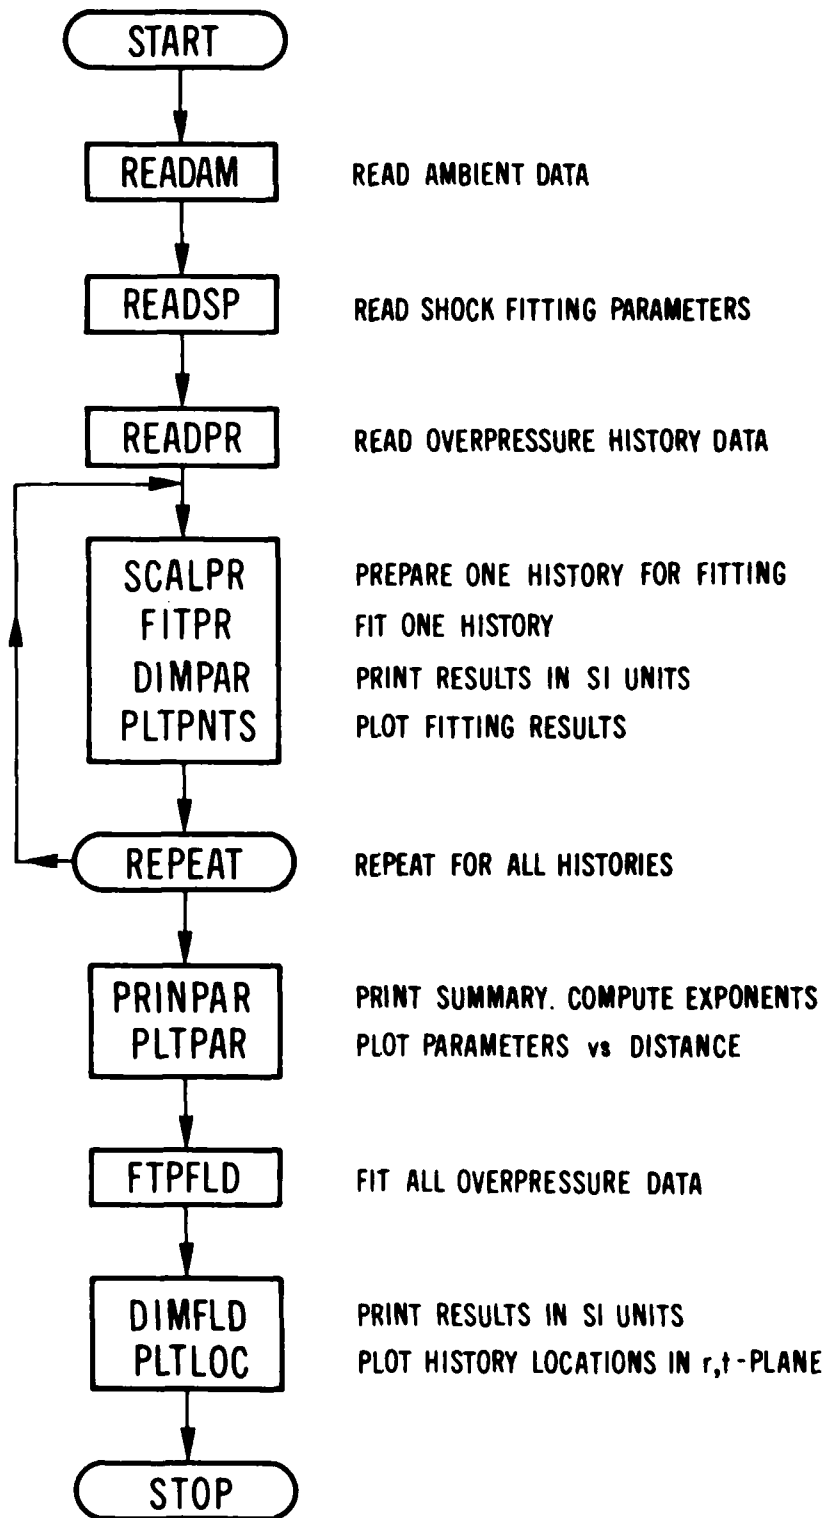 START
READAM READ AMBIENT DATA
READSP READ SHOCK FITTING PARAMETERS
READPR READ OVERPRESSURE HISTORY DATA
SCALPR PREPARE ONE HISTORY FOR FITTING
FITPR FIT ONE HISTORY
DIMPAR PRINT RESULTS IN SI UNITS
PLTPNTS PLOT FITTING RESULTS
REPEAT REPEAT FOR ALL HISTORIES
PRINPAR PRINT SUMMARY. COMPUTE EXPONENTS
PLTPAR PLOT PARAMETERS vs DISTANCE
FTPFLD FIT ALL OVERPRESSURE DATA
DIMFLD PRINT RESULTS IN SI UNITS
PLTLOC PLOT HISTORY LOCATIONS IN r,t-PLANE
STOP